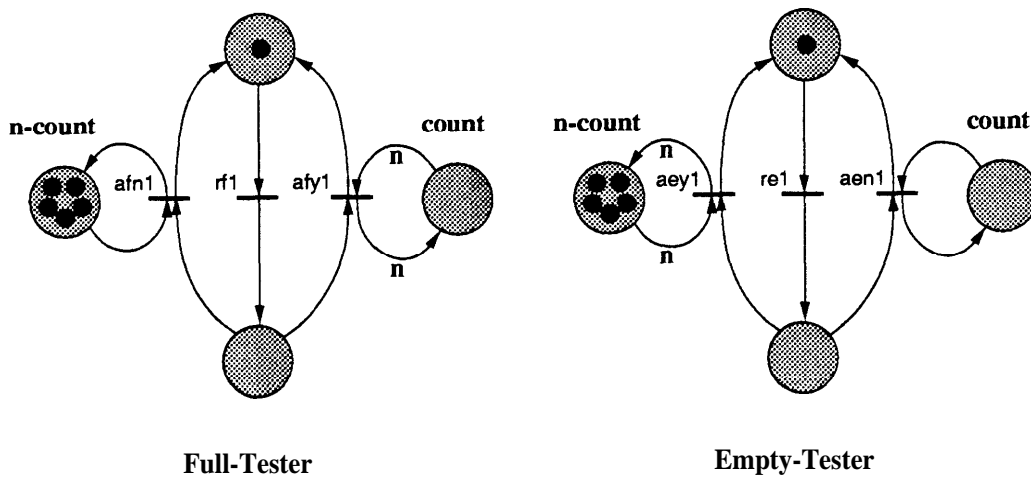 n-count
afn1
rf1
afy1
n
count
n
Full-Tester
n-count
n
aey1
re1
aen1
count
n
Empty-Tester